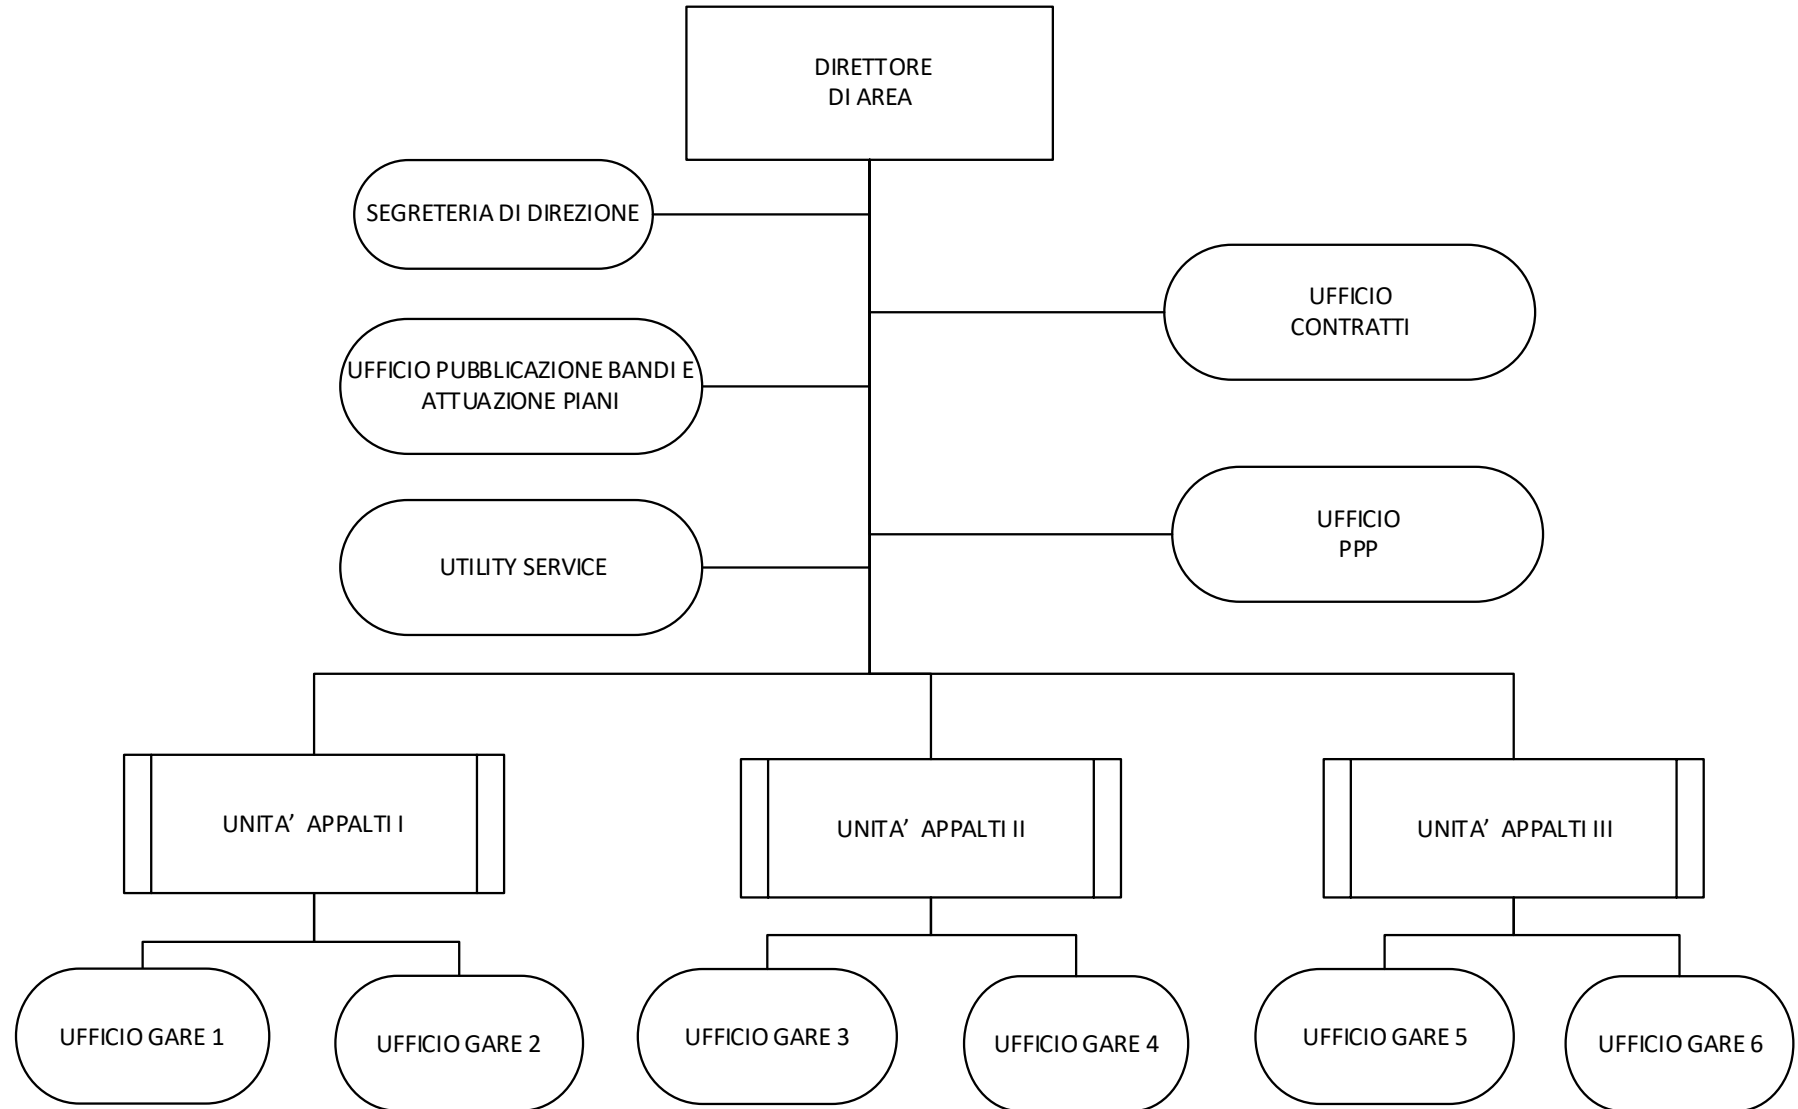 DIRETTORE
DI AREA
SEGRETERIA DI DIREZIONE
UFFICIO
CONTRATTI
UFFICIO PUBBLICAZIONE BANDI E
ATTUAZIONE PIANI
UFFICIO
PPP
UTILITY SERVICE
UNITA’ APPALTI I
UNITA’ APPALTI II
UNITA’ APPALTI III
UFFICIO GARE 1
UFFICIO GARE 2
UFFICIO GARE 3
UFFICIO GARE 4
UFFICIO GARE 5
UFFICIO GARE 6